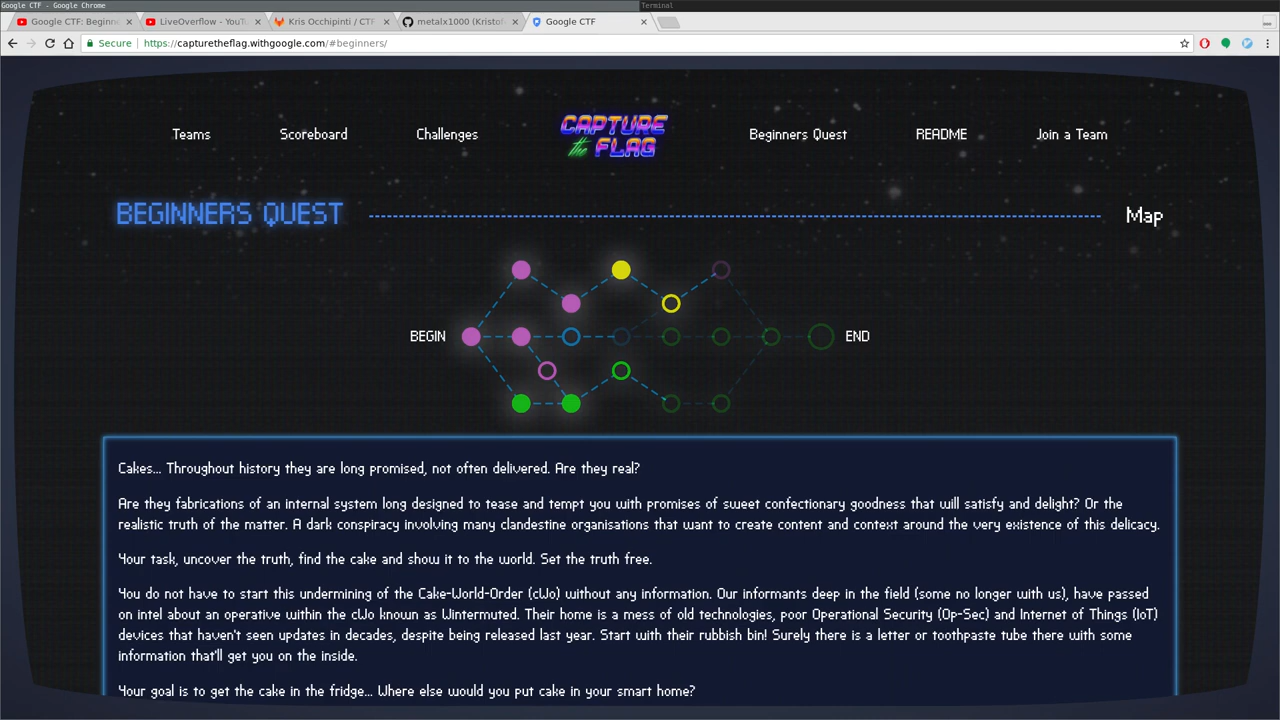 Google CTF - Google Chrome
Terminal
Google CTF: Beginne
LiveOverflow - YouTu
Kris Occhipinti / CTF
metalx1000 (Kristof
Google CTF
Secure
https://capturetheflag.withgoogle.com/#beginners/
Teams
Scoreboard
Challenges
CAPTURE
the FLAG
Beginners Quest
README
Join a Team
BEGINNERS QUEST
Map
BEGIN
END
Cakes... Throughout history they are long promised, not often delivered. Are they real?
Are they fabrications of an internal system long designed to tease and tempt you with promises of sweet confectionary goodness that will satisfy and delight? Or the
realistic truth of the matter. A dark conspiracy involving many clandestine organisations that want to create content and context around the very existence of this delicacy.
Your task, uncover the truth, find the cake and show it to the world. Set the truth free.
You do not have to start this undermining of the Cake-World-Order (cWo) without any information. Our informants deep in the field (some no longer with us), have passed
on intel about an operative within the cWo known as Wintermuted. Their home is a mess of old technologies, poor Operational Security (Op-Sec) and Internet of Things (IoT)
devices that haven't seen updates in decades, despite being released last year. Start with their rubbish bin! Surely there is a letter or toothpaste tube there with some
information that'll get you on the inside.
Your goal is to get the cake in the fridge... Where else would you put cake in your smart home?